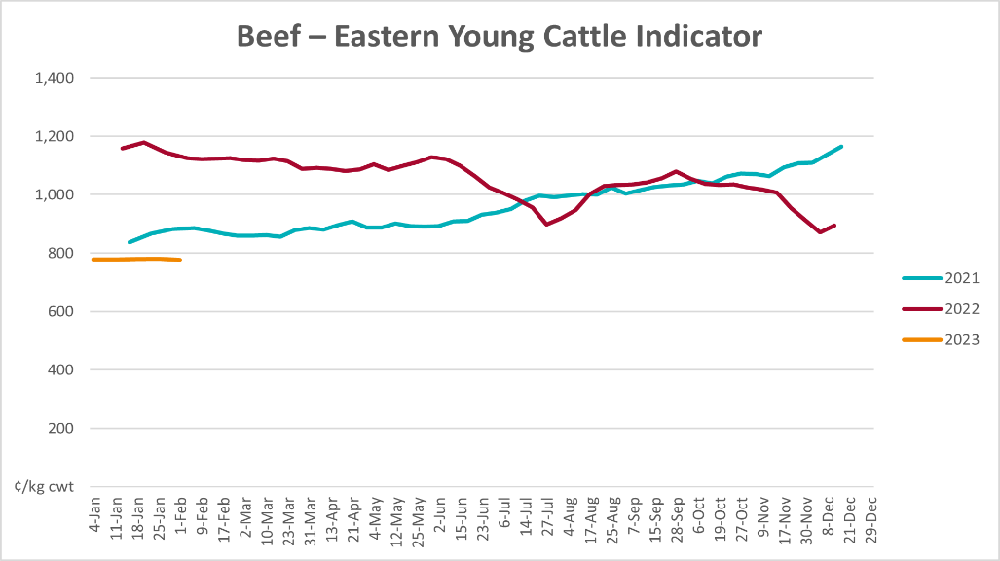 Beef – Eastern Young Cattle Indicator
1,400
1,200
1,000
800
600
400
200
¢/kg cwt
4-Jan
11-Jan
18-Jan
25-Jan
1-Feb
9-Feb
17-Feb
2-Mar
10-Mar
23-Mar
31-Mar
13-Apr
21-Apr
4-May
12-May
25-May
2-Jun
15-Jun
23-Jun
6-Jul
14-Jul
27-Jul
4-Aug
17-Aug
25-Aug
7-Sep
15-Sep
28-Sep
6-Oct
19-Oct
27-Oct
9-Nov
17-Nov
30-Nov
8-Dec
21-Dec
29-Dec
2021
2022
2023